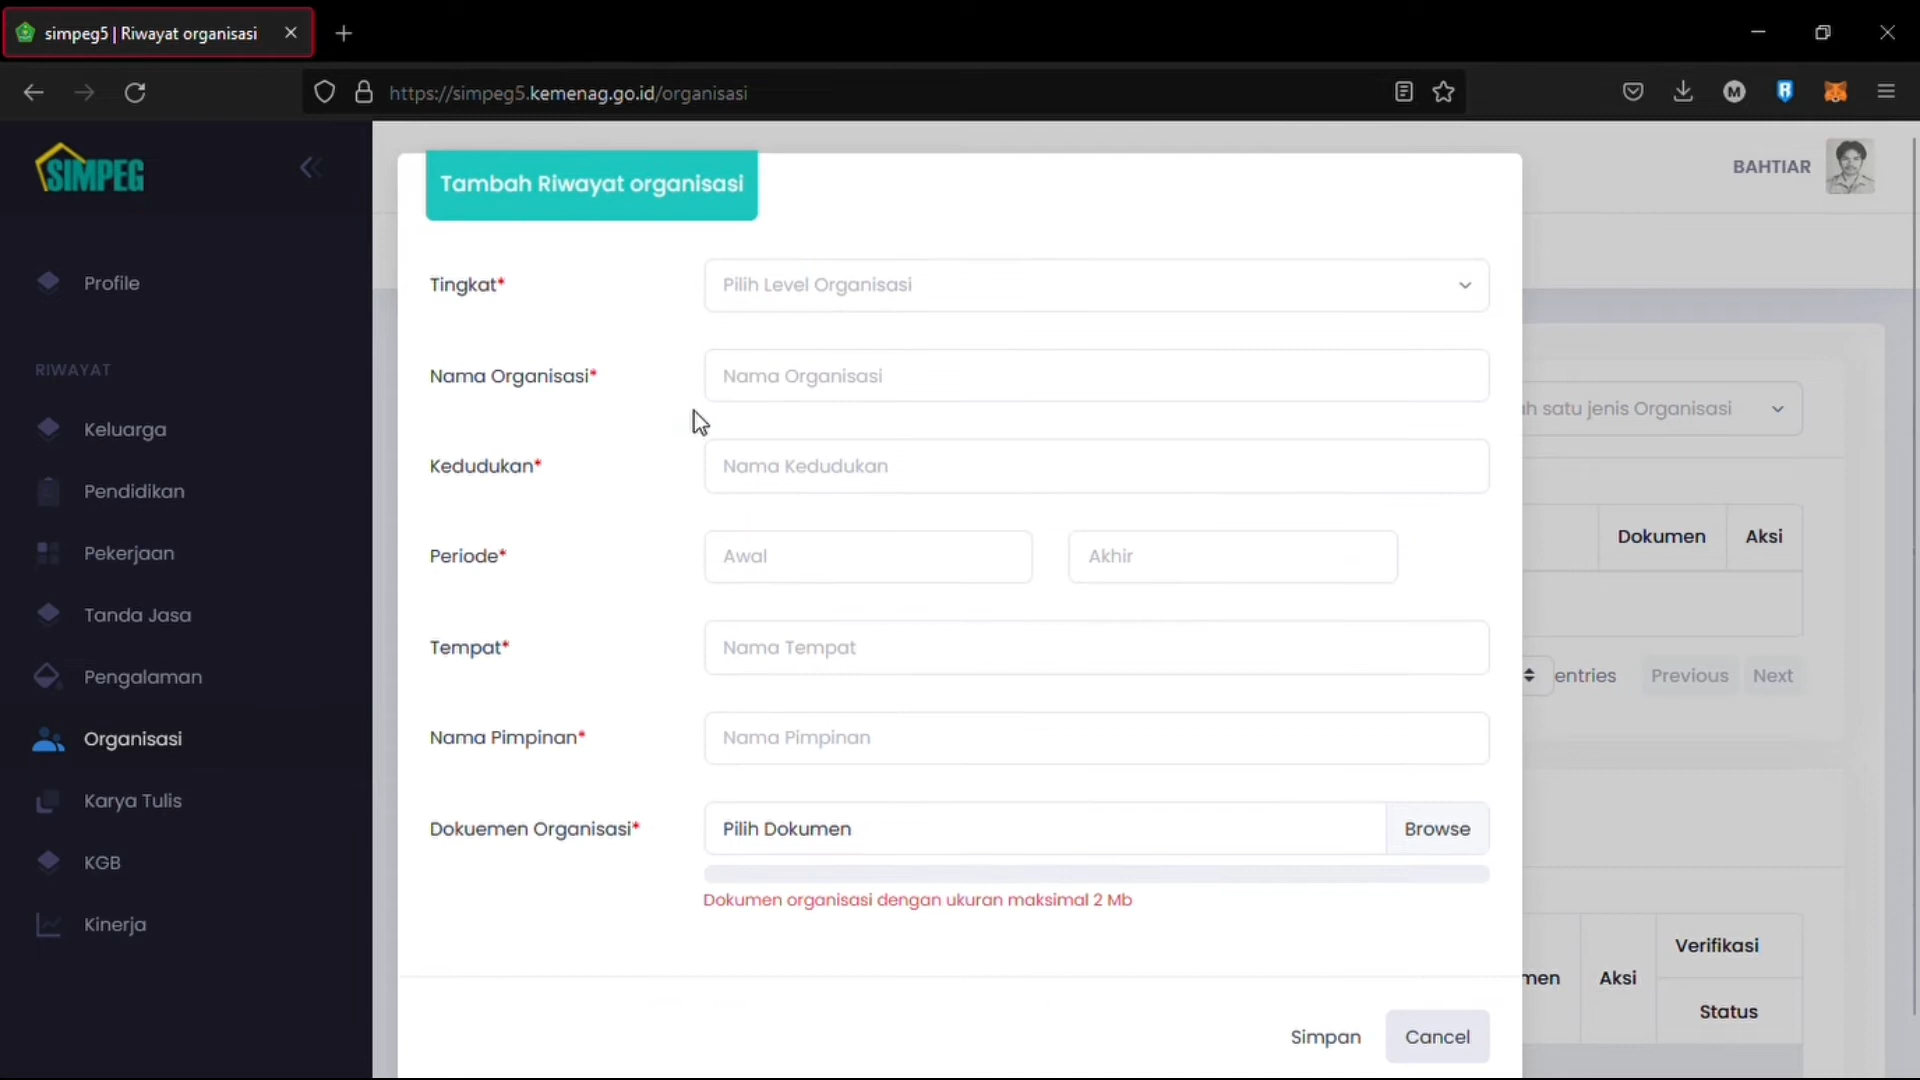 simpeg5 | Riwayat organisasi
https://simpeg5.kemenag.go.id/organisasi
M
SIMPEG
BAHTIAR
Tambah Riwayat organisasi
Profile
RIWAYAT
Keluarga
Pendidikan
Pekerjaan
Tanda Jasa
Pengalaman
Organisasi
Karya Tulis
KGB
Kinerja
Tingkat*
Pilih Level Organisasi
Nama Organisasi*
Nama Organisasi
Kedudukan*
Nama Kedudukan
Periode*
Awal
Akhir
Tempat*
Nama Tempat
Nama Pimpinan*
Nama Pimpinan
Dokuemen Organisasi*
Pilih Dokumen
Browse
Dokumen organisasi dengan ukuran maksimal 2 Mb
Simpan
Cancel
satu jenis Organisasi
Dokumen
Aksi
entries
Previous
Next
Aksi
Verifikasi
Status